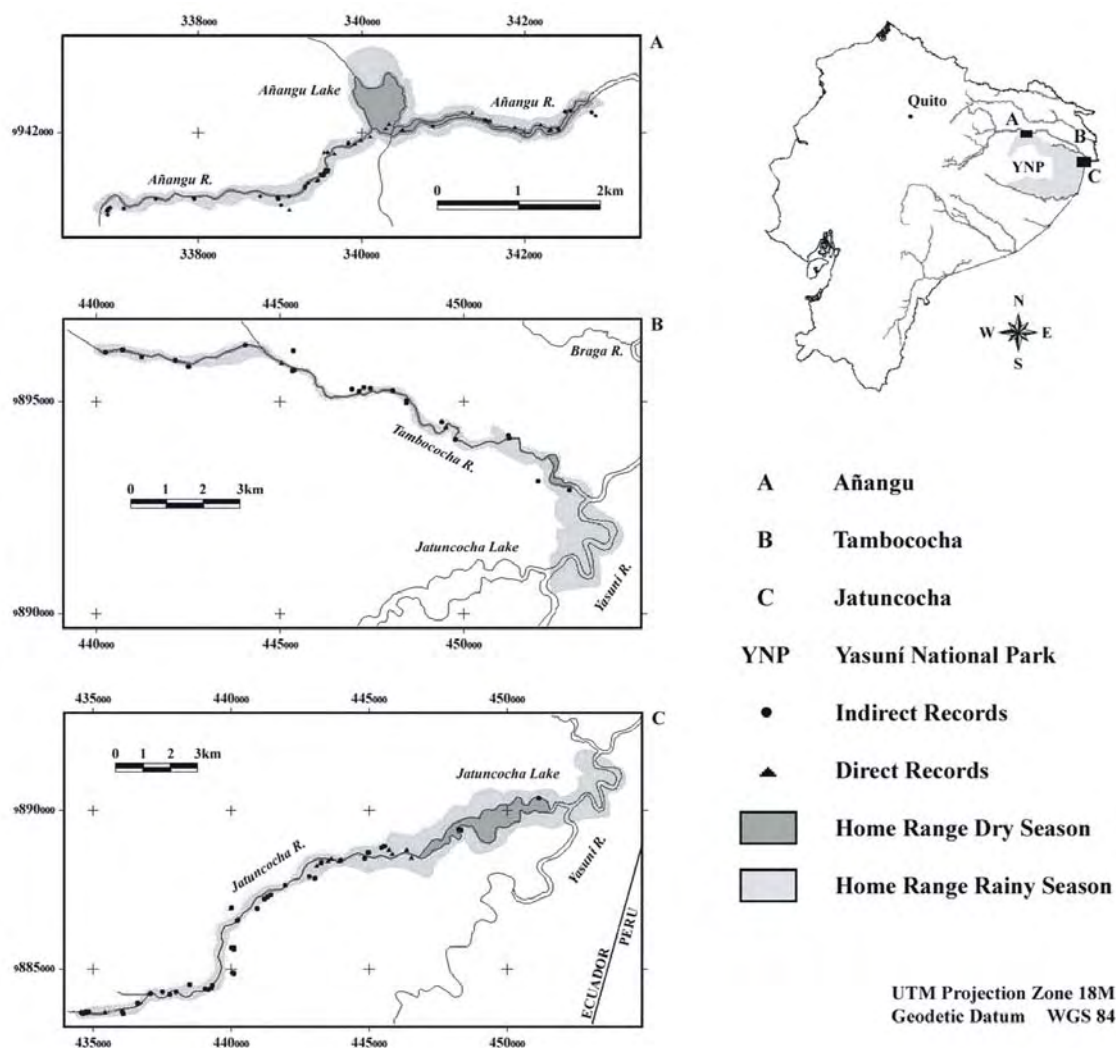 338000 340000 342000
A
Añangu Lake
Añangu R.
9942000
Añangu R.
0 1 2km
338000 340000 342000
440000 445000 450000
B
Braga R.
9895000
Tambococha R.
0 1 2 3km
Jatuncocha Lake
Yasuní R.
9890000
440000 445000 450000
435000 440000 445000 450000
C
0 1 2 3km
Jatuncocha Lake
9890000
Jatuncocha R.
Yasuní R.
ECUADOR
PERU
9885000
435000 440000 445000 450000
Quito
A
B
YNP
C
N
W E
S
A Añangu
B Tambococha
C Jatuncocha
YNP Yasuní National Park
Indirect Records
Direct Records
Home Range Dry Season
Home Range Rainy Season
UTM Projection Zone 18M
Geodetic Datum WGS 84